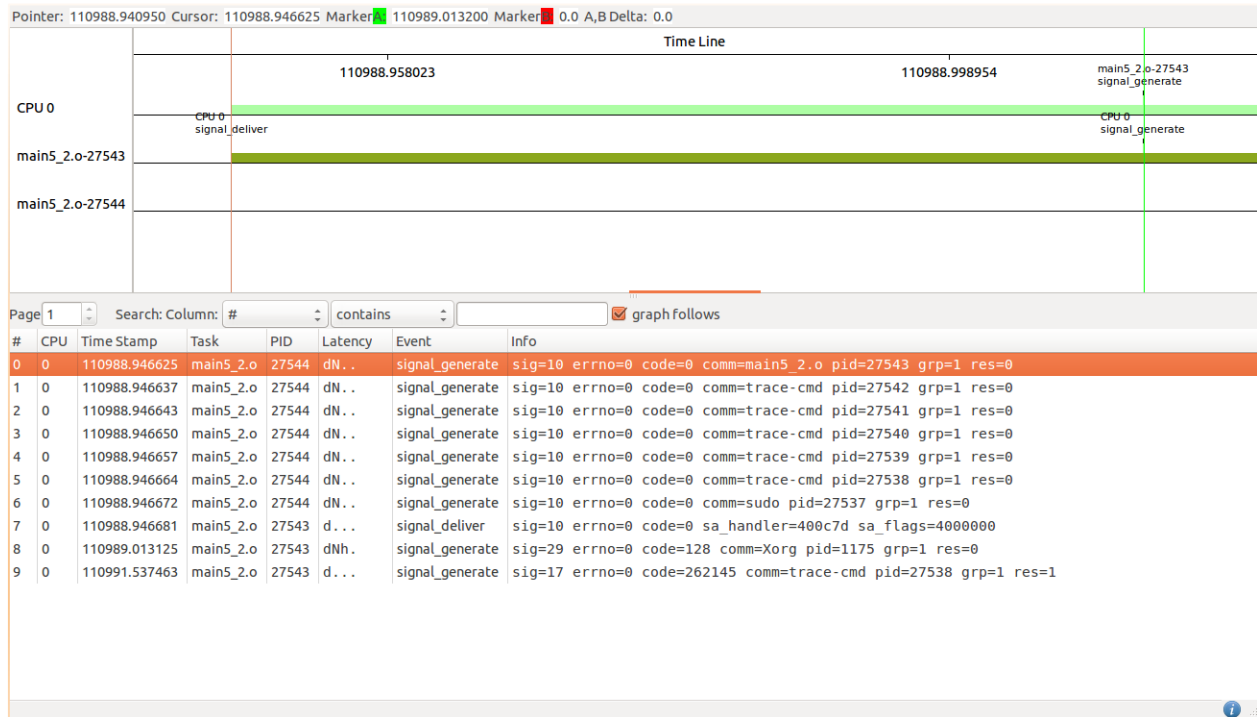 Pointer: 110988.940950 Cursor: 110988.946625 MarkerA: 110989.013200 MarkerB: 0.0 A,B Delta: 0.0
Time Line
110988.958023 110988.998954 main5_2.o-27543
signal_generate
CPU 0
CPU 0 CPU 0
signal_deliver signal_generate
main5_2.o-27543
main5_2.o-27544
Page 1 Search: Column: # contains graph follows
# CPU Time Stamp Task PID Latency Event Info
0 0 110988.946625 main5_2.o 27544 dN.. signal_generate sig=10 errno=0 code=0 comm=main5_2.o pid=27543 grp=1 res=0
1 0 110988.946637 main5_2.o 27544 dN.. signal_generate sig=10 errno=0 code=0 comm=trace-cmd pid=27542 grp=1 res=0
2 0 110988.946643 main5_2.o 27544 dN.. signal_generate sig=10 errno=0 code=0 comm=trace-cmd pid=27541 grp=1 res=0
3 0 110988.946650 main5_2.o 27544 dN.. signal_generate sig=10 errno=0 code=0 comm=trace-cmd pid=27540 grp=1 res=0
4 0 110988.946657 main5_2.o 27544 dN.. signal_generate sig=10 errno=0 code=0 comm=trace-cmd pid=27539 grp=1 res=0
5 0 110988.946664 main5_2.o 27544 dN.. signal_generate sig=10 errno=0 code=0 comm=trace-cmd pid=27538 grp=1 res=0
6 0 110988.946672 main5_2.o 27544 dN.. signal_generate sig=10 errno=0 code=0 comm=sudo pid=27537 grp=1 res=0
7 0 110988.946681 main5_2.o 27543 d... signal_deliver sig=10 errno=0 code=0 sa_handler=400c7d sa_flags=4000000
8 0 110989.013125 main5_2.o 27543 dNh. signal_generate sig=29 errno=0 code=128 comm=Xorg pid=1175 grp=1 res=0
9 0 110991.537463 main5_2.o 27543 d... signal_generate sig=17 errno=0 code=262145 comm=trace-cmd pid=27538 grp=1 res=1